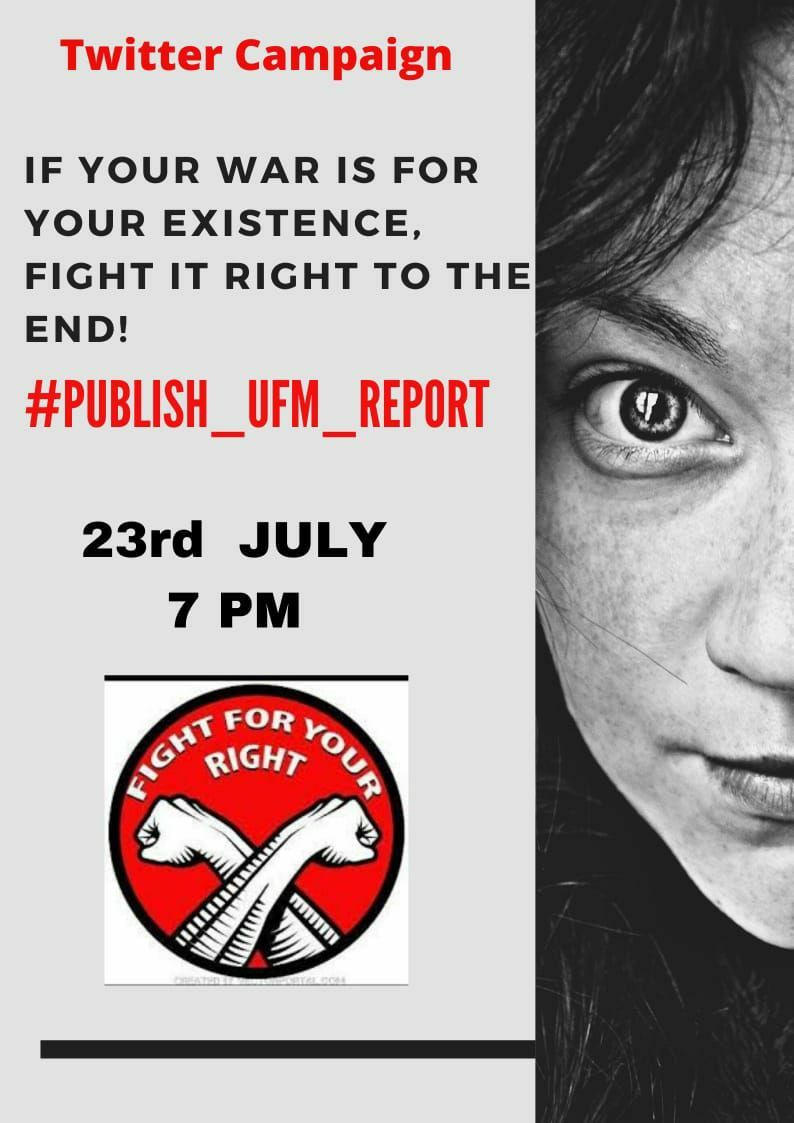 Twitter Campaign
IF YOUR WAR IS FOR
YOUR EXISTENCE,
FIGHT IT RIGHT TO THE
END!
#PUBLISH_UFM_REPORT
23rd JULY
7 PM
FIGHT FOR YOUR
RIGHT